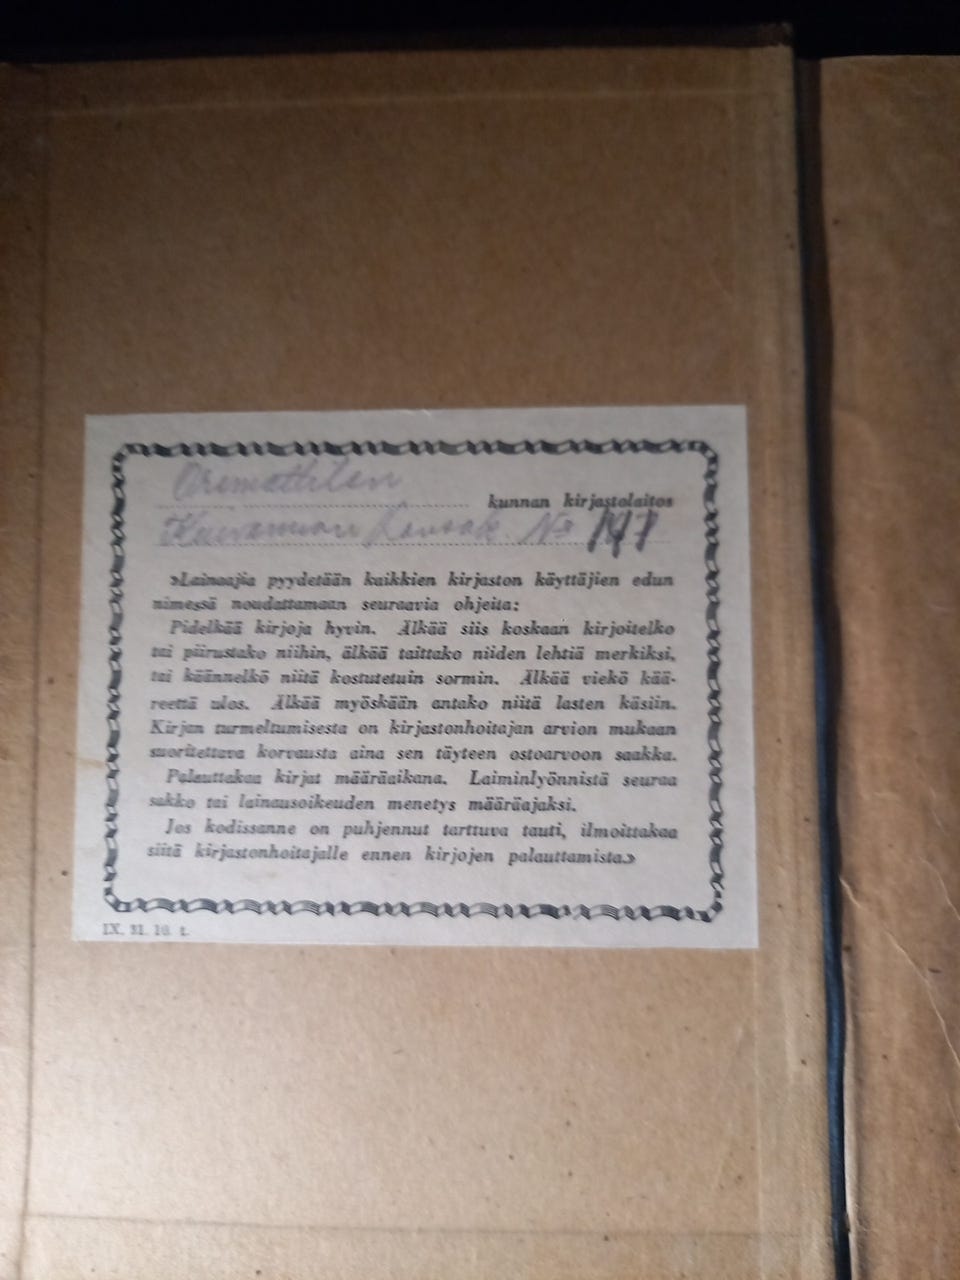 Orimattilan
kunnan kirjastolaitos
Kuivannon No
»Lainaajia pyydetään kaikkien kirjaston käyttäjien edun
nimessä noudattamaan seuraavia ohjeita:
Pidelkää kirjoja hyvin. Älkää siis koskaan kirjoitelko
tai piirustako niihin, älkää taittako niiden lehtiä merkiksi,
tai käännelkö niitä kostutetuin sormin. Älkää viekö kää-
reettä ulos. Älkää myöskään antako niitä lasten käsiin.
Kirjan turmeltumisesta on kirjastonhoitajan arvion mukaan
suoritettava korvausta aina sen täyteen ostoarvoon saakka.
Palauttakaa kirjat määräaikana. Laiminlyönnistä seuraa
sakko tai lainausoikeuden menetys määräajaksi.
Jos kodissanne on puhjennut tarttuva tauti, ilmoittakaa
siitä kirjastonhoitajalle ennen kirjojen palauttamista.»
IX. 31. 10. t.